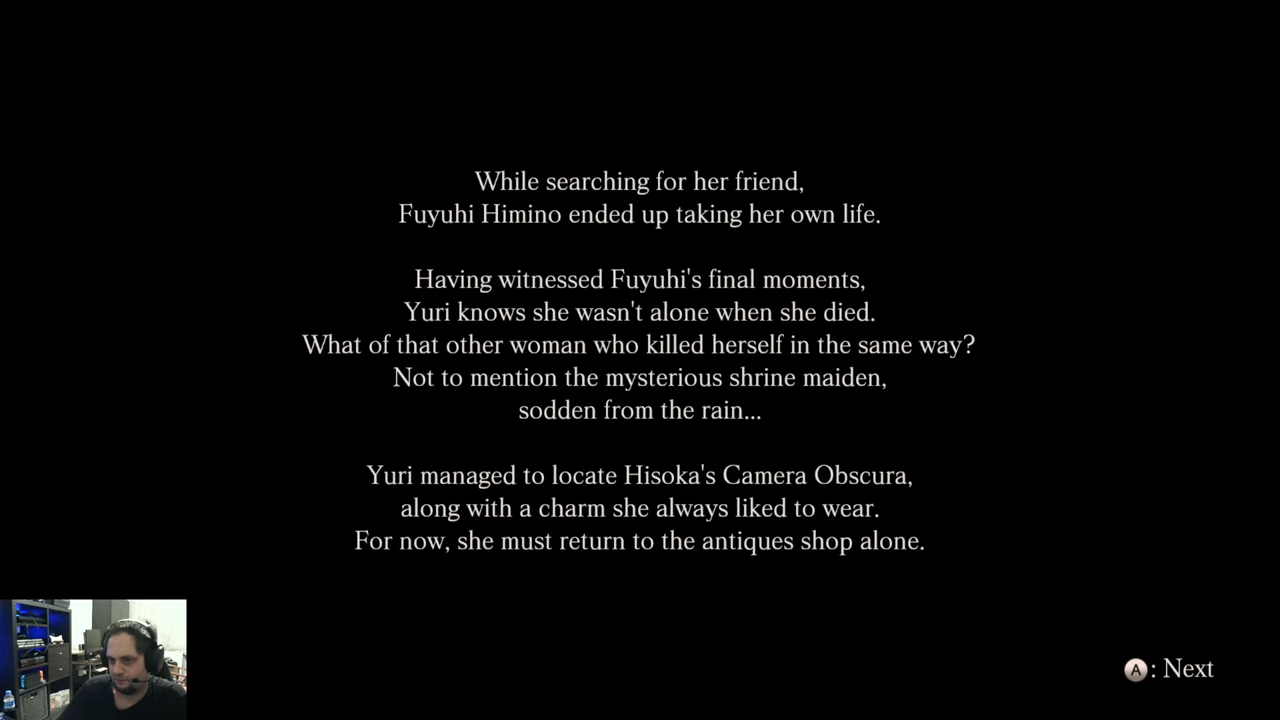 While searching for her friend,
Fuyuhi Himino ended up taking her own life.
Having witnessed Fuyuhi's final moments,
Yuri knows she wasn't alone when she died.
What of that other woman who killed herself in the same way?
Not to mention the mysterious shrine maiden,
sodden from the rain...
Yuri managed to locate Hisoka's Camera Obscura,
along with a charm she always liked to wear.
For now, she must return to the antiques shop alone.
A: Next